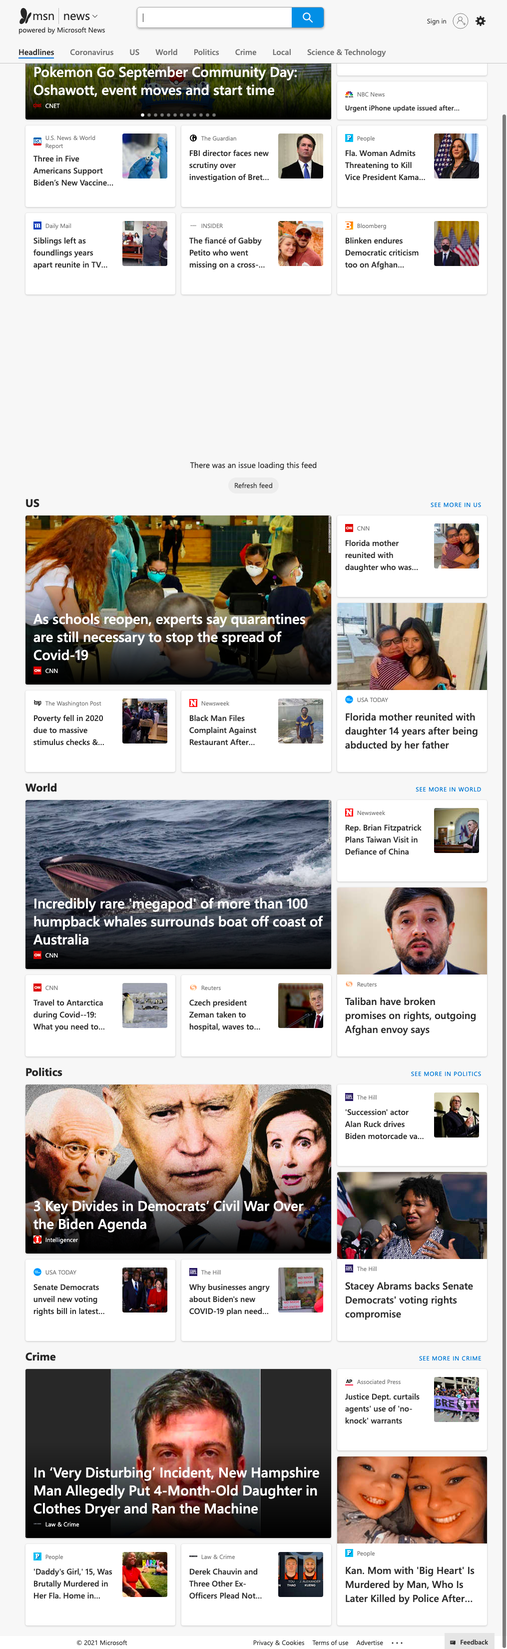 msn news
powered by Microsoft News
Sign in
Headlines Coronavirus US World Politics Crime Local Science & Technology
Pokemon Go September Community Day:
Oshawott, event moves and start time
CNET
NBC News
Urgent iPhone update issued after...
U.S. News & World
Report
Three in Five
Americans Support
Biden's New Vaccine...
The Guardian
FBI director faces new
scrutiny over
investigation of Bret...
People
Fla. Woman Admits
Threatening to Kill
Vice President Kama...
Daily Mail
Siblings left as
foundlings years
apart reunite in TV...
INSIDER
The fiancé of Gabby
Petito who went
missing on a cross-...
Bloomberg
Blinken endures
Democratic criticism
too on Afghan...
There was an issue loading this feed
Refresh feed
US
SEE MORE IN US
As schools reopen, experts say quarantines
are still necessary to stop the spread of
Covid-19
CNN
CNN
Florida mother
reunited with
daughter who was...
USA TODAY
Florida mother reunited with
daughter 14 years after being
abducted by her father
The Washington Post
Poverty fell in 2020
due to massive
stimulus checks &...
Newsweek
Black Man Files
Complaint Against
Restaurant After...
World
SEE MORE IN WORLD
Incredibly rare 'megapod' of more than 100
humpback whales surrounds boat off coast of
Australia
CNN
Newsweek
Rep. Brian Fitzpatrick
Plans Taiwan Visit in
Defiance of China
Reuters
Taliban have broken
promises on rights, outgoing
Afghan envoy says
CNN
Travel to Antarctica
during Covid--19:
What you need to...
Reuters
Czech president
Zeman taken to
hospital, waves to...
Politics
SEE MORE IN POLITICS
3 Key Divides in Democrats' Civil War Over
the Biden Agenda
Intelligencer
The Hill
'Succession' actor
Alan Ruck drives
Biden motorcade va...
The Hill
Stacey Abrams backs Senate
Democrats' voting rights
compromise
USA TODAY
Senate Democrats
unveil new voting
rights bill in latest...
The Hill
Why businesses angry
about Biden's new
COVID-19 plan need...
Crime
SEE MORE IN CRIME
In 'Very Disturbing' Incident, New Hampshire
Man Allegedly Put 4-Month-Old Daughter in
Clothes Dryer and Ran the Machine
Law & Crime
Associated Press
Justice Dept. curtails
agents' use of 'no-
knock' warrants
People
Kan. Mom with 'Big Heart' Is
Murdered by Man, Who Is
Later Killed by Police After...
People
'Daddy's Girl,' 15, Was
Brutally Murdered in
Her Fla. Home in...
Law & Crime
Derek Chauvin and
Three Other Ex-
Officers Plead Not...
© 2021 Microsoft
Privacy & Cookies Terms of use Advertise ...
Feedback